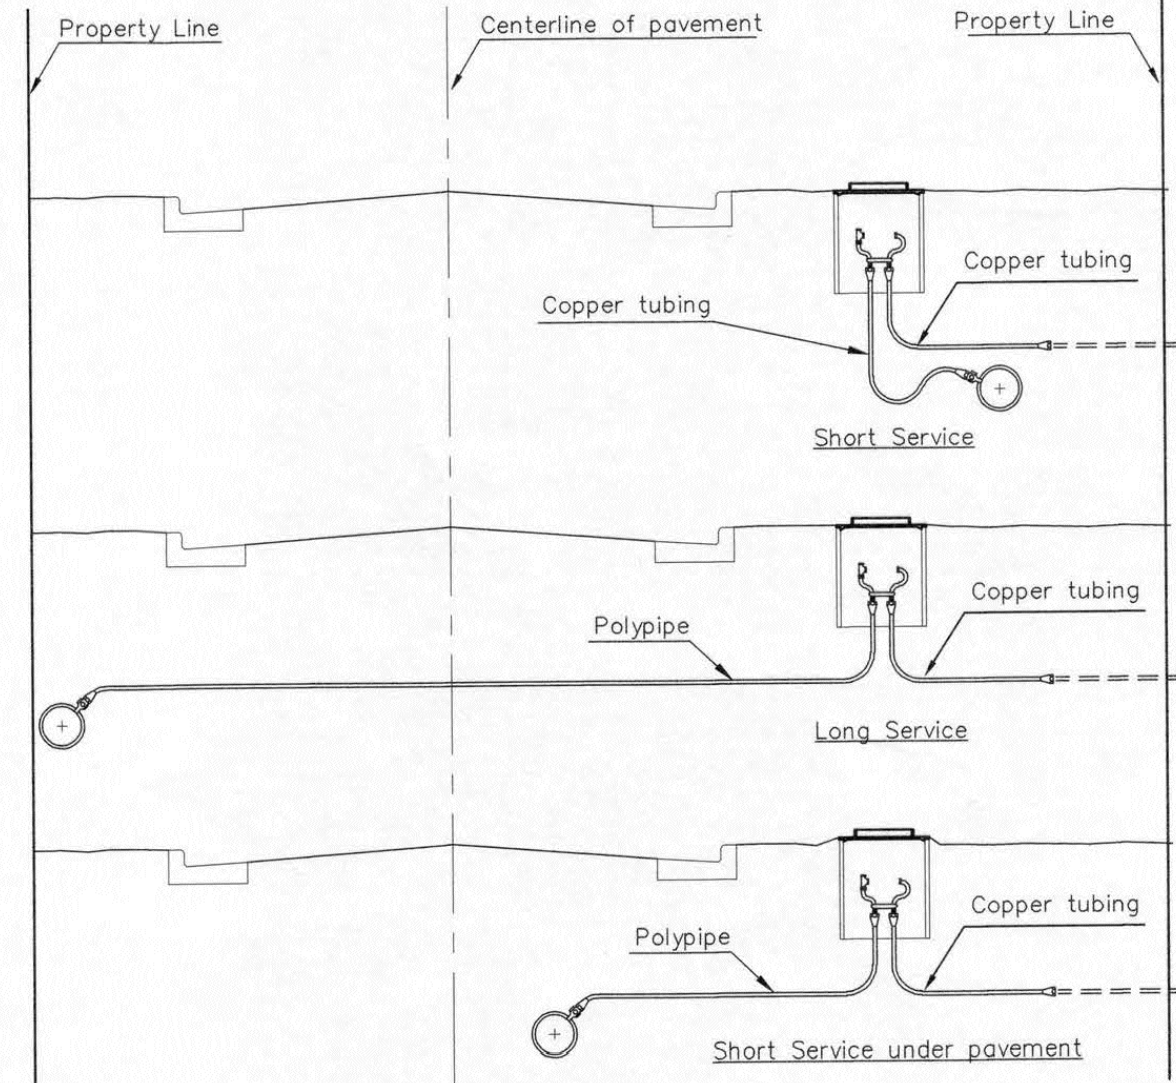 Property Line
Centerline of pavement
Property Line
Copper tubing
Copper tubing
Short Service
Copper tubing
Polypipe
Long Service
Copper tubing
Polypipe
Short Service under pavement